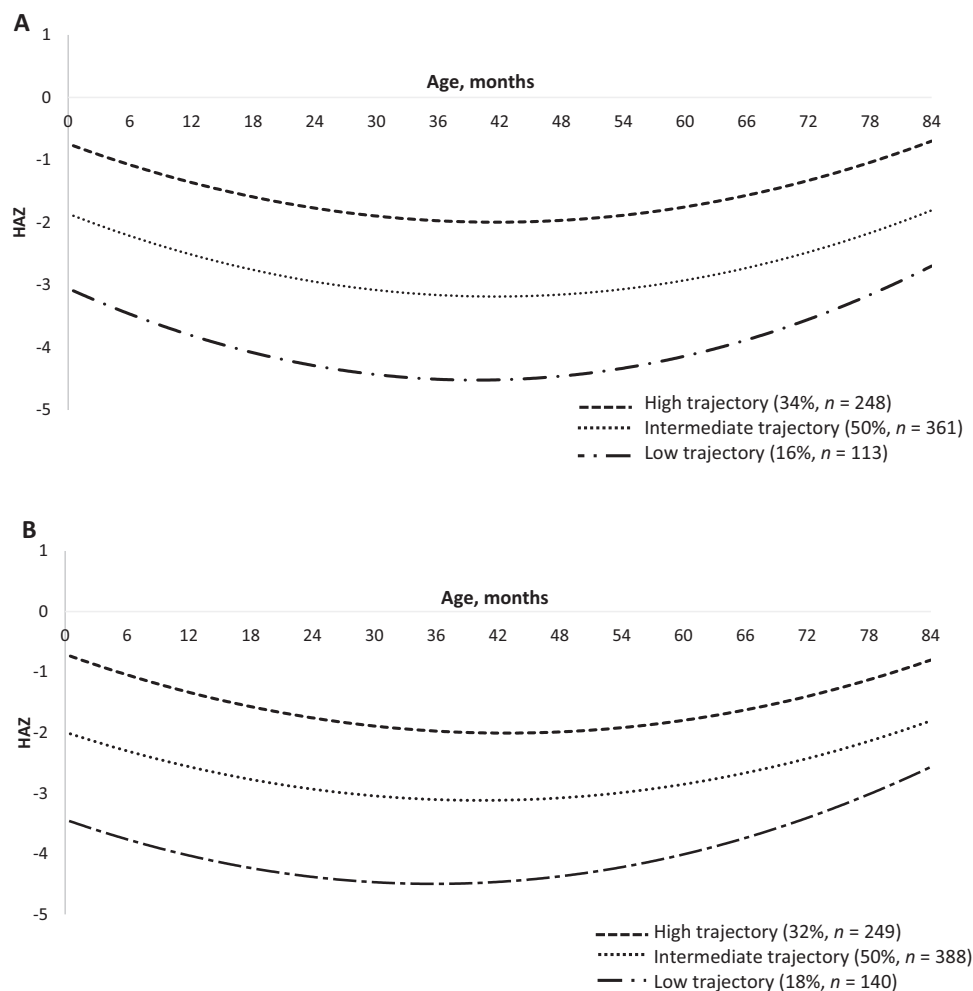 A
1
Age, months
0
0 6 12 18 24 30 36 42 48 54 60 66 72 78 84
-1
HAZ
-2
-3
-4
-5
High trajectory (34%, n = 248)
Intermediate trajectory (50%, n = 361)
Low trajectory (16%, n = 113)
B
1
0
Age, months
0 6 12 18 24 30 36 42 48 54 60 66 72 78 84
-1
HAZ
-2
-3
-4
-5
High trajectory (32%, n = 249)
Intermediate trajectory (50%, n = 388)
Low trajectory (18%, n = 140)